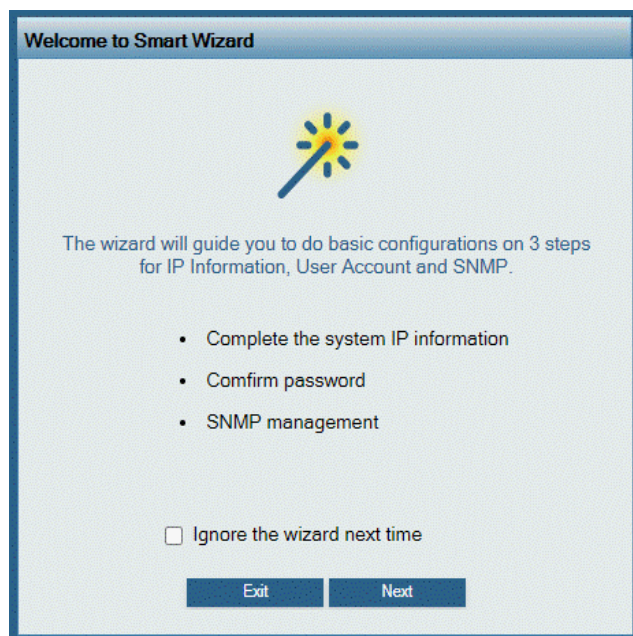 Welcome to Smart Wizard
The wizard will guide you to do basic configurations on 3 steps
for IP Information, User Account and SNMP.
• Complete the system IP information
• Comfirm password
• SNMP management
Ignore the wizard next time
Exit Next